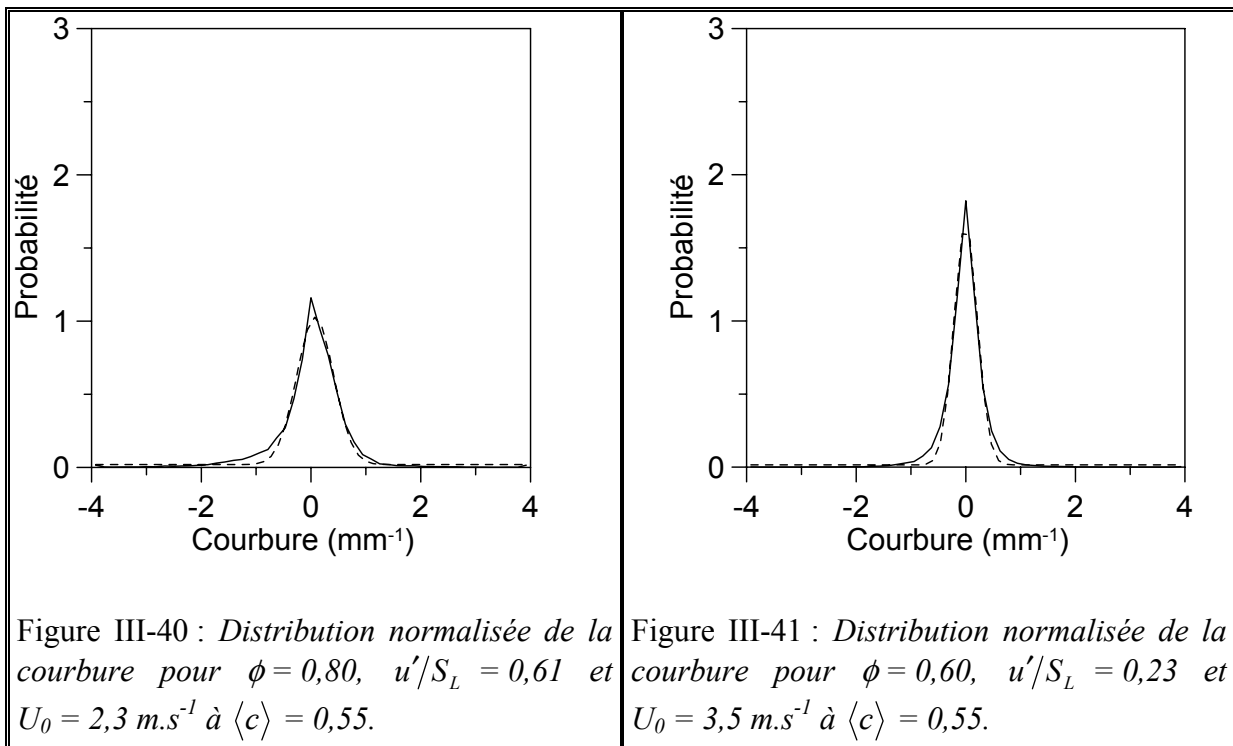 3
2
1
0
Probabilité
-4 -2 0 2 4
Courbure (mm⁻¹)
Figure III-40 : Distribution normalisée de la
courbure pour ϕ = 0,80, u′/S_L = 0,61 et
U₀ = 2,3 m.s⁻¹ à ⟨c⟩ = 0,55.
3
2
1
0
Probabilité
-4 -2 0 2 4
Courbure (mm⁻¹)
Figure III-41 : Distribution normalisée de la
courbure pour ϕ = 0,60, u′/S_L = 0,23 et
U₀ = 3,5 m.s⁻¹ à ⟨c⟩ = 0,55.